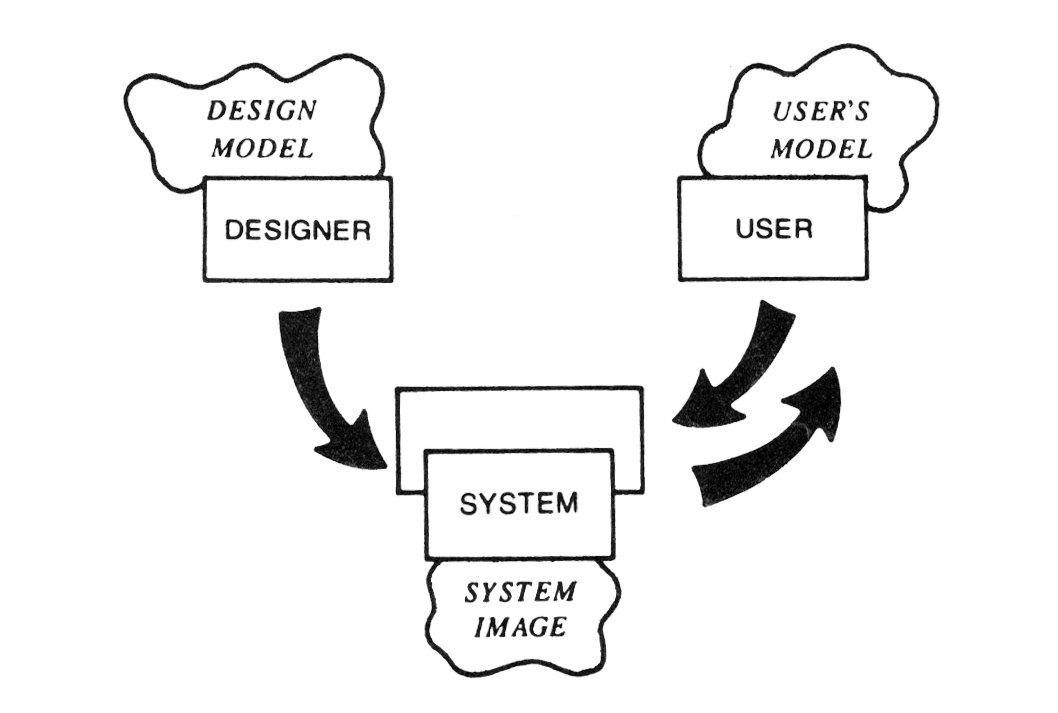 DESIGN
MODEL
DESIGNER
USER'S
MODEL
USER
SYSTEM
SYSTEM
IMAGE